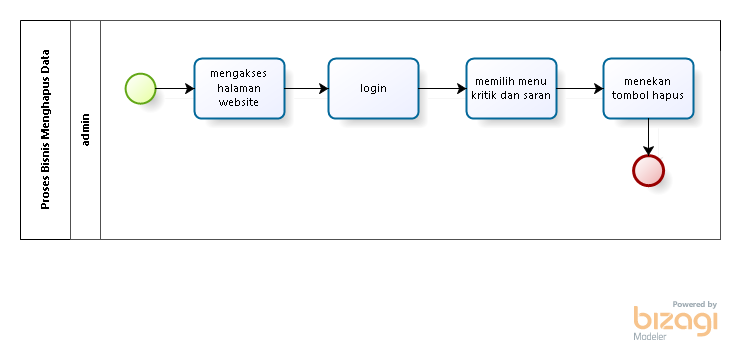 Proses Bisnis Menghapus Data
admin
mengakses
halaman
website
login
memilih menu
kritik dan saran
menekan
tombol hapus
Powered by
bizagi
Modeler